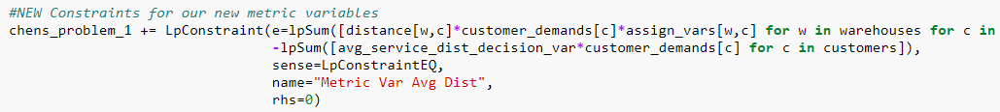 #NEW Constraints for our new metric variables
chens_problem_1 += LpConstraint(e=lpSum([distance[w,c]*customer_demands[c]*assign_vars[w,c] for w in warehouses for c in
-lpSum([avg_service_dist_decision_var*customer_demands[c] for c in customers]),
sense=LpConstraintEQ,
name="Metric Var Avg Dist",
rhs=0)